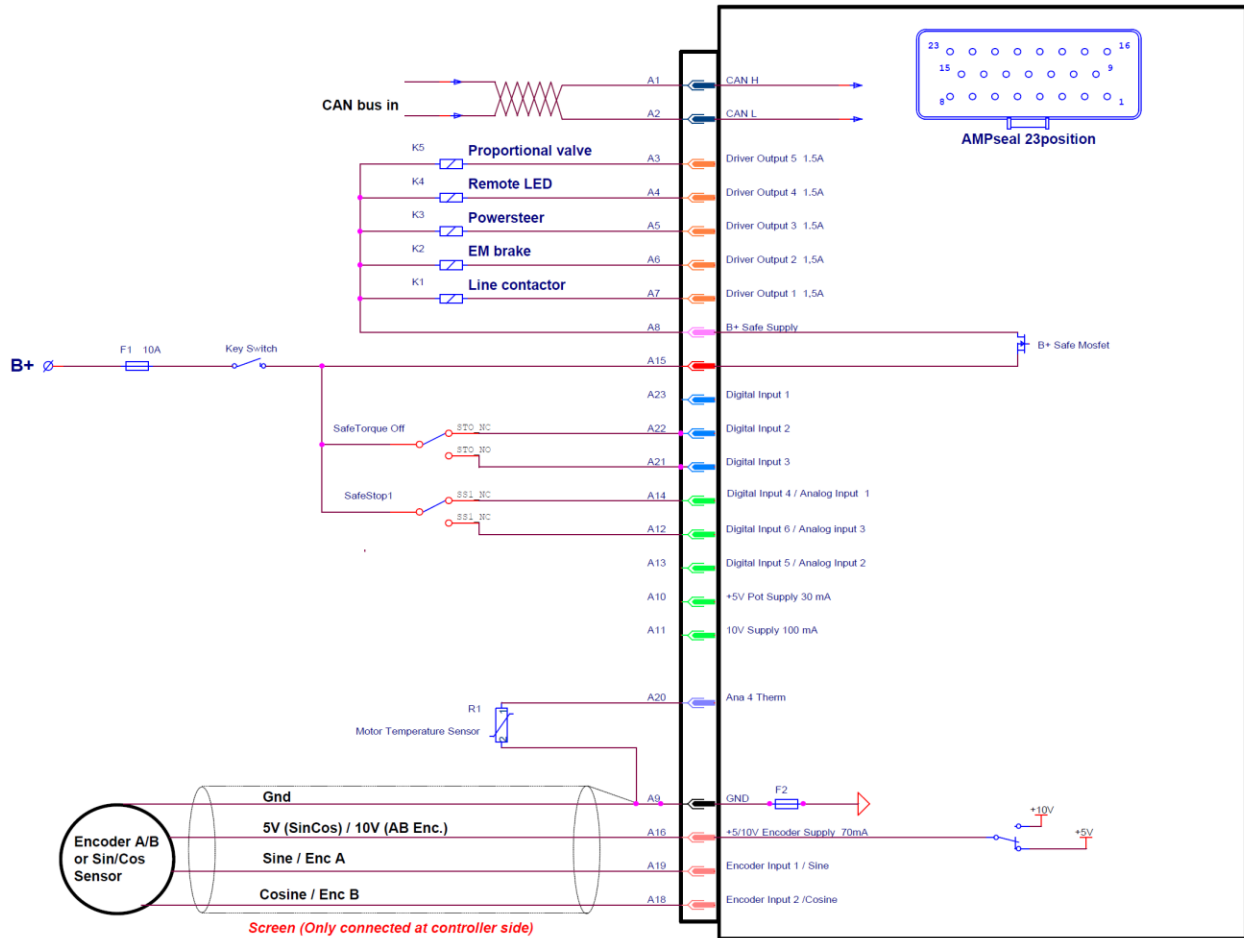 23
16
15
9
8
1
AMPseal 23position
CAN bus in
A1
CAN H
A2
CAN L
K5
Proportional valve
A3
Driver Output 5 1.5A
K4
Remote LED
A4
Driver Output 4 1.5A
K3
Powersteer
A5
Driver Output 3 1.5A
K2
EM brake
A6
Driver Output 2 1,5A
K1
Line contactor
A7
Driver Output 1 1,5A
A8
B+ Safe Supply
B+ Safe Mosfet
B+
F1 10A
Key Switch
A15
A23
Digital Input 1
SafeTorque Off
STO_NC
A22
Digital Input 2
STO_NO
A21
Digital Input 3
SafeStop1
SS1_NC
A14
Digital Input 4 / Analog Input 1
SS1_NC
A12
Digital Input 6 / Analog input 3
A13
Digital Input 5 / Analog Input 2
A10
+5V Pot Supply 30 mA
A11
10V Supply 100 mA
A20
Ana 4 Therm
R1
1
2
Motor Temperature Sensor
Gnd
A9
GND
F2
5V (SinCos) / 10V (AB Enc.)
A16
+5/10V Encoder Supply 70mA
+10V
+5V
Encoder A/B
or Sin/Cos
Sensor
Sine / Enc A
A19
Encoder Input 1 / Sine
Cosine / Enc B
A18
Encoder Input 2 /Cosine
Screen (Only connected at controller side)